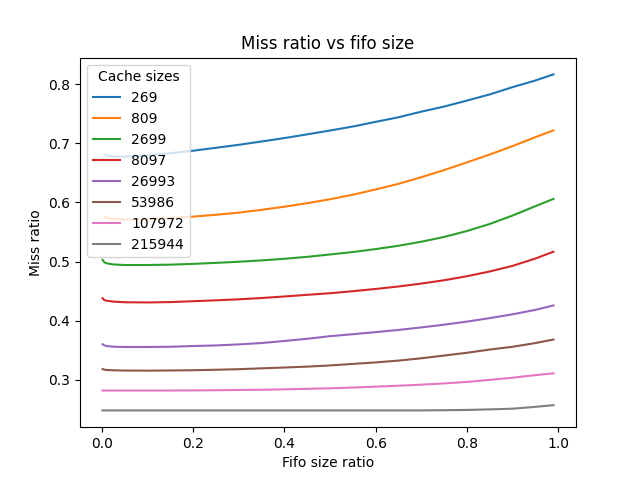 Miss ratio vs fifo size
Cache sizes
269
809
2699
8097
26993
53986
107972
215944
Miss ratio
0.8
0.7
0.6
0.5
0.4
0.3
0.0 0.2 0.4 0.6 0.8 1.0
Fifo size ratio